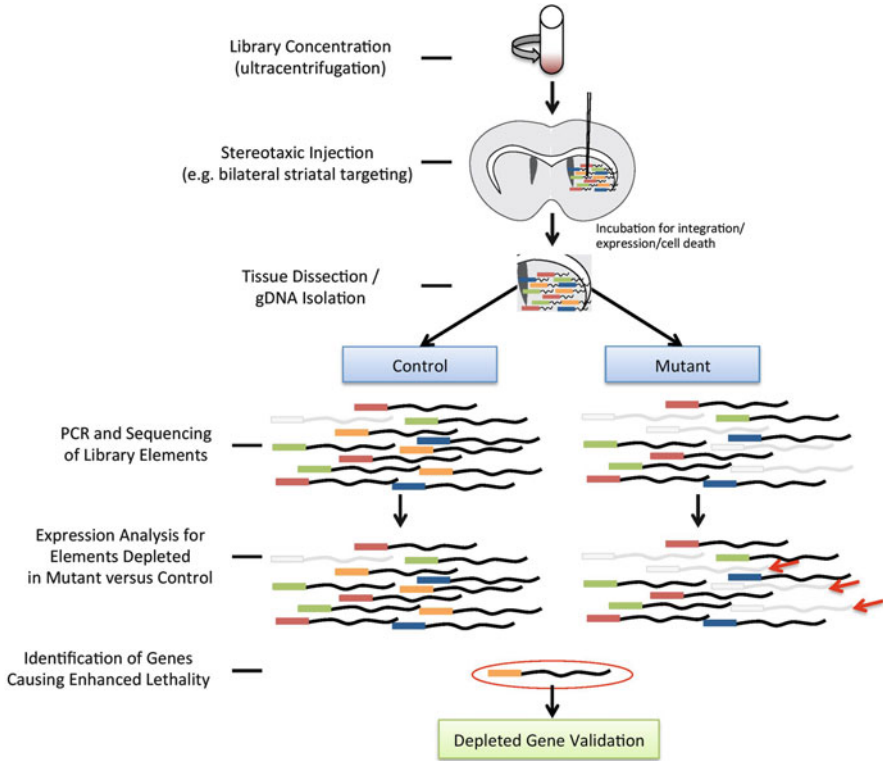 Library Concentration
(ultracentrifugation)
Stereotaxic Injection
(e.g. bilateral striatal targeting)
Incubation for integration/
expression/cell death
Tissue Dissection /
gDNA Isolation
Control
Mutant
PCR and Sequencing
of Library Elements
Expression Analysis for
Elements Depleted
in Mutant versus Control
Identification of Genes
Causing Enhanced Lethality
Depleted Gene Validation